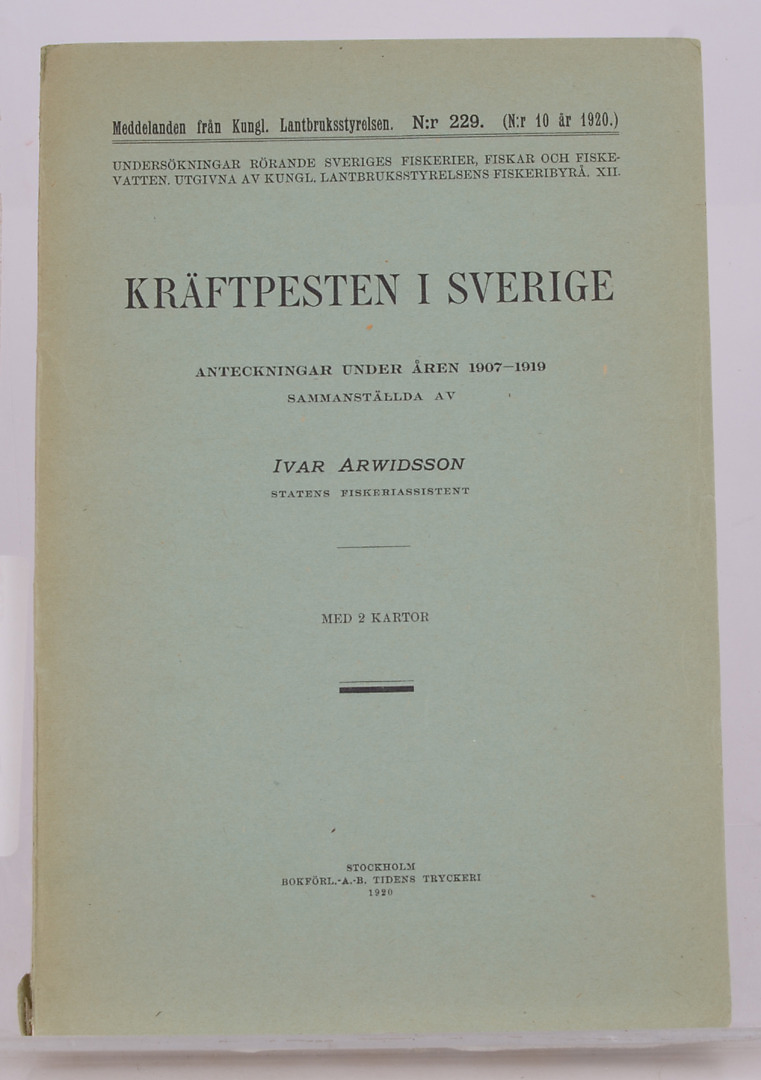 Meddelanden från Kungl. Lantbruksstyrelsen. N:r 229. (N:r 10 år 1920.)
UNDERSÖKNINGAR RÖRANDE SVERIGES FISKERIER, FISKAR OCH FISKE-
VATTEN. UTGIVNA AV KUNGL. LANTBRUKSSTYRELSENS FISKERIBYRÅ. XII.
KRÄFTPESTEN I SVERIGE
ANTECKNINGAR UNDER ÅREN 1907—1919
SAMMANSTÄLLDA AV
IVAR ARWIDSSON
STATENS FISKERIASSISTENT
MED 2 KARTOR
STOCKHOLM
BOKFÖRL.-A.-B. TIDENS TRYCKERI
1920